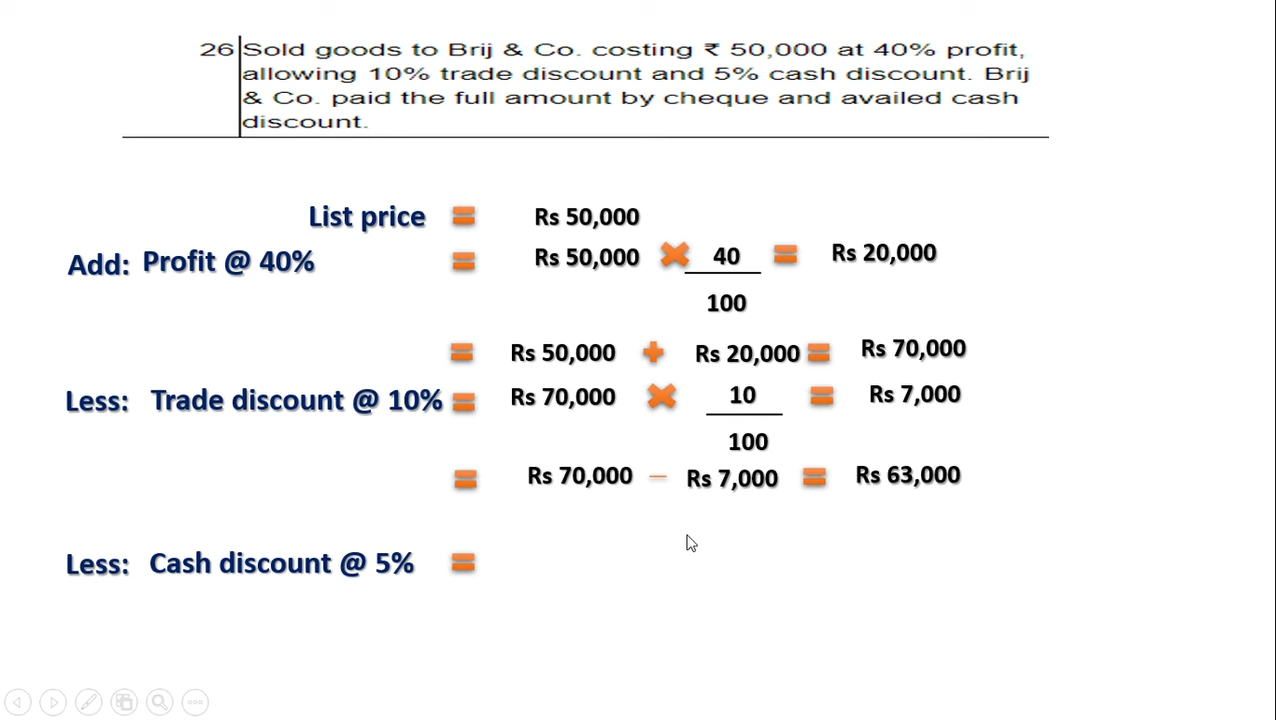 26 Sold goods to Brij & Co. costing ₹ 50,000 at 40% profit,
allowing 10% trade discount and 5% cash discount. Brij
& Co. paid the full amount by cheque and availed cash
discount.
List price = Rs 50,000
Add: Profit @ 40% = Rs 50,000 × 40 = Rs 20,000
100
= Rs 50,000 + Rs 20,000 = Rs 70,000
Less: Trade discount @ 10% = Rs 70,000 × 10 = Rs 7,000
100
= Rs 70,000 − Rs 7,000 = Rs 63,000
Less: Cash discount @ 5% =